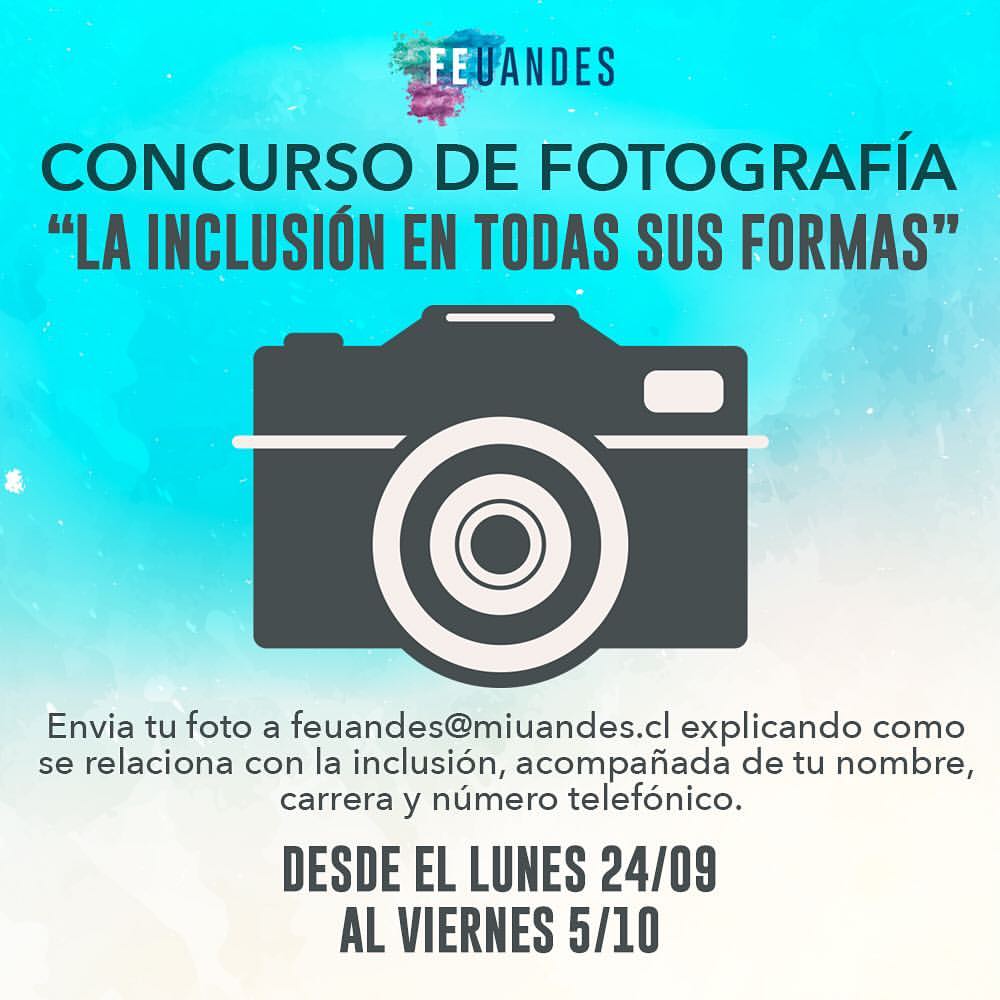 FEUANDES
CONCURSO DE FOTOGRAFÍA
“LA INCLUSIÓN EN TODAS SUS FORMAS”
Envia tu foto a feuandes@miuandes.cl explicando como
se relaciona con la inclusión, acompañada de tu nombre,
carrera y número telefónico.
DESDE EL LUNES 24/09
AL VIERNES 5/10